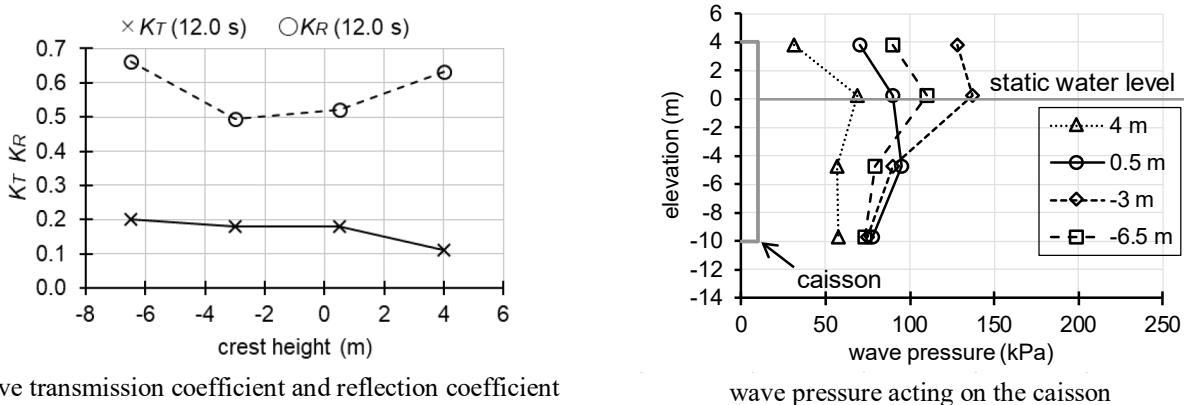 × KT (12.0 s) ○KR (12.0 s)
0.7
0.6
0.5
0.4
0.3
0.2
0.1
0.0
KT KR
-8 -6 -4 -2 0 2 4 6
crest height (m)
ve transmission coefficient and reflection coefficient
6
4
2
0
-2
-4
-6
-8
-10
-12
-14
elevation (m)
static water level
4 m
0.5 m
-3 m
-6.5 m
caisson
0 50 100 150 200 250
wave pressure (kPa)
wave pressure acting on the caisson